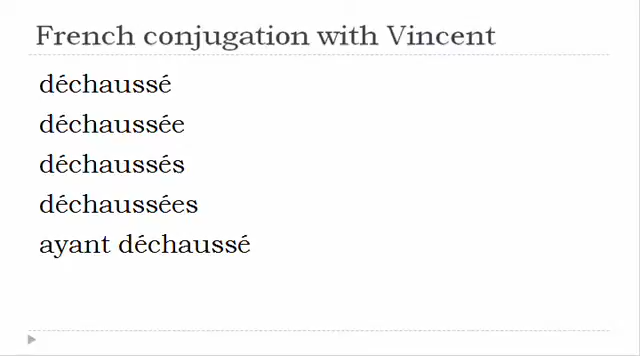 French conjugation with Vincent
déchaussé
déchaussée
déchaussés
déchaussées
ayant déchaussé